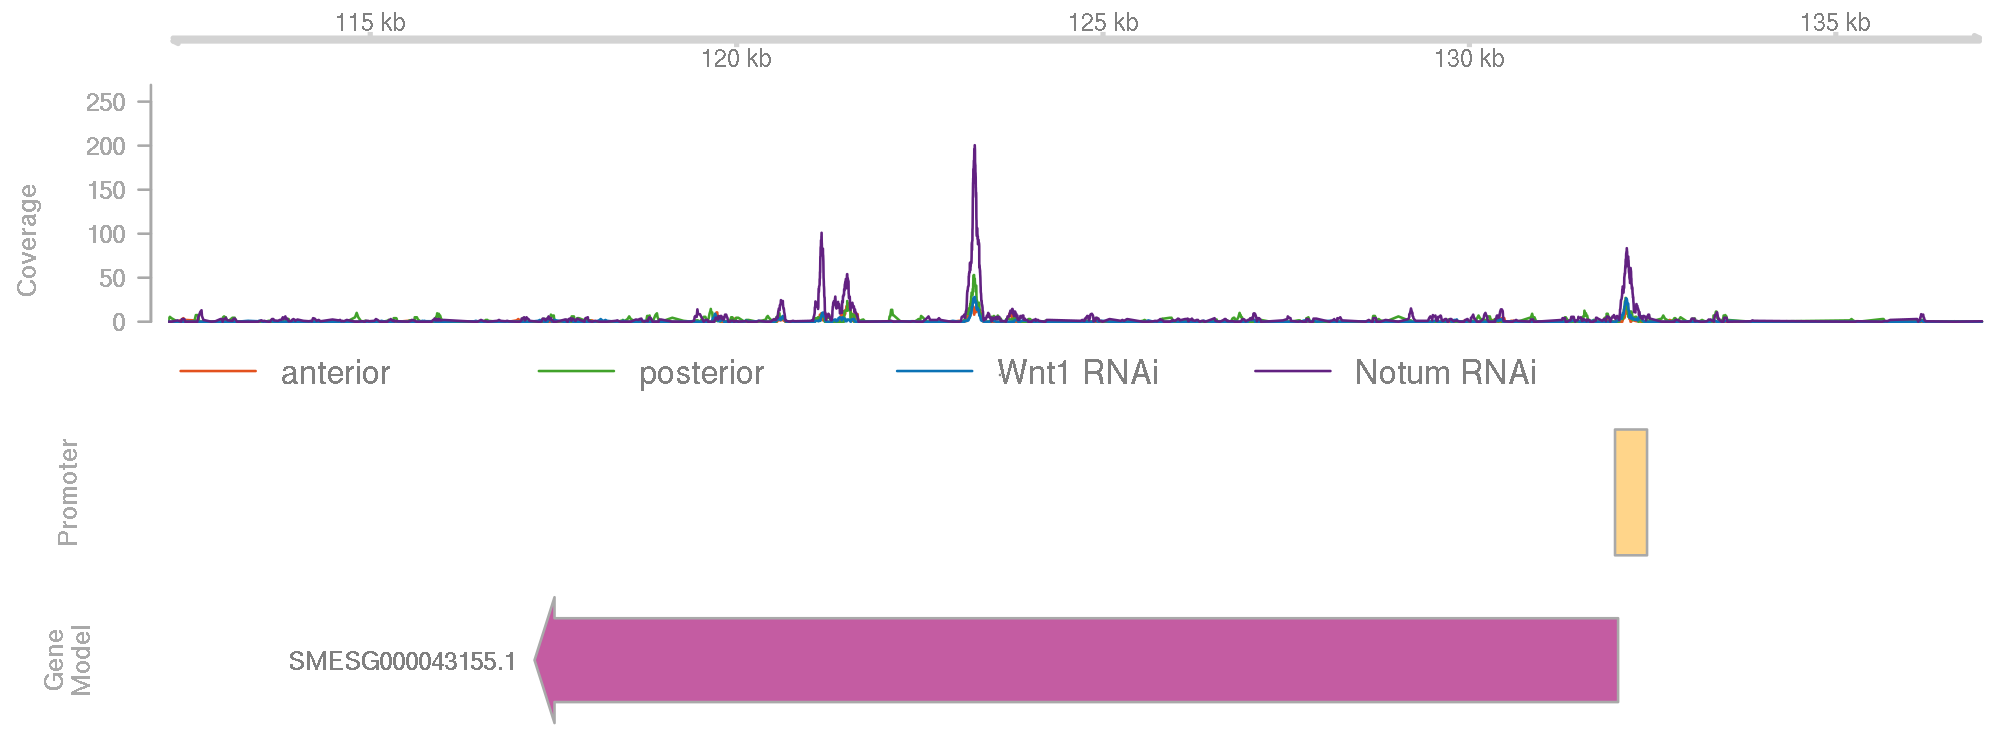 115 kb 125 kb 135 kb
120 kb 130 kb
Coverage
250
200
150
100
50
0
anterior posterior Wnt1 RNAi Notum RNAi
Promoter
Gene
Model
SMESG000043155.1